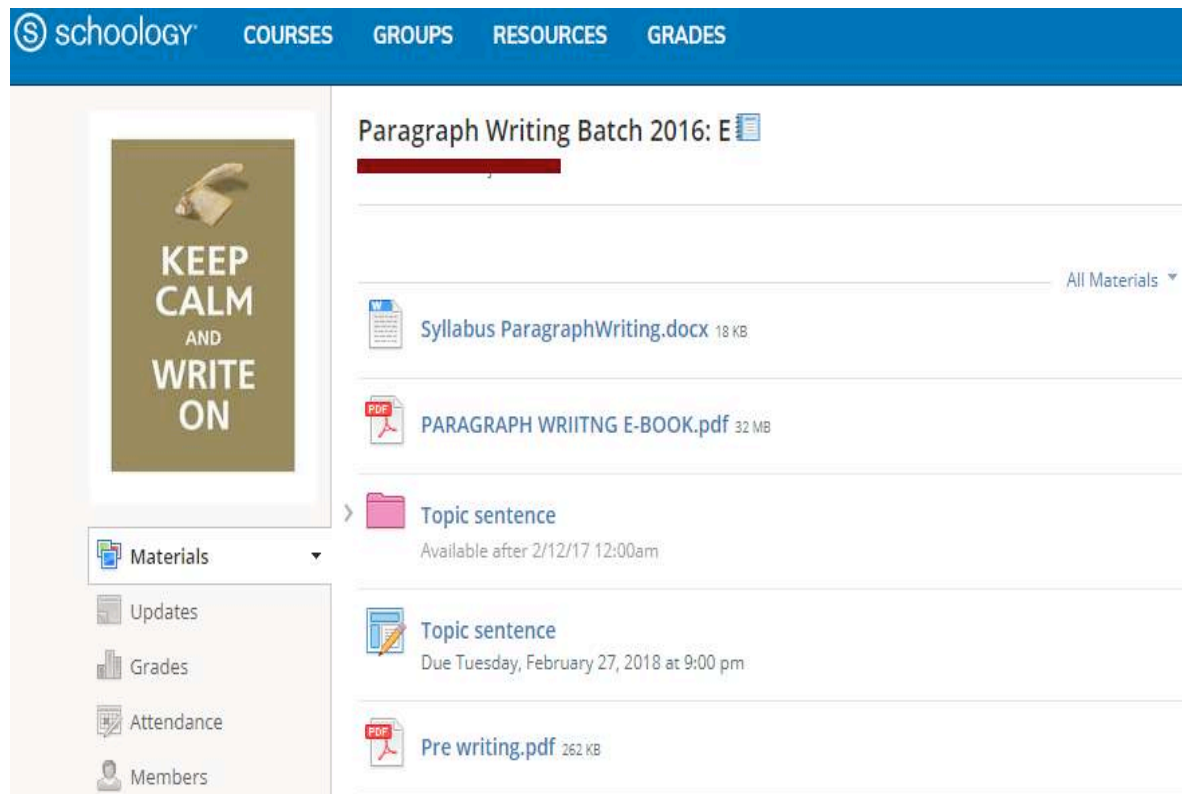 schoology COURSES GROUPS RESOURCES GRADES
Paragraph Writing Batch 2016: E
KEEP
CALM
AND
WRITE
ON
All Materials
Syllabus ParagraphWriting.docx 18 KB
PARAGRAPH WRIITNG E-BOOK.pdf 32 MB
Topic sentence
Available after 2/12/17 12:00am
Materials
Updates
Grades
Attendance
Members
Topic sentence
Due Tuesday, February 27, 2018 at 9:00 pm
Pre writing.pdf 262 KB